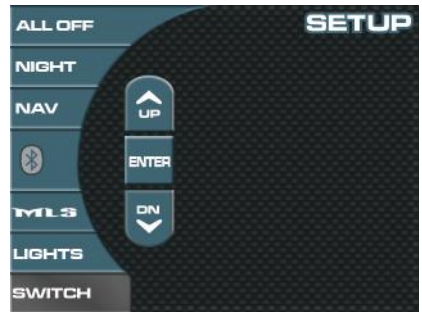 ALL OFF
SETUP
NIGHT
NAV
UP
ENTER
MLS
DN
LIGHTS
SWITCH